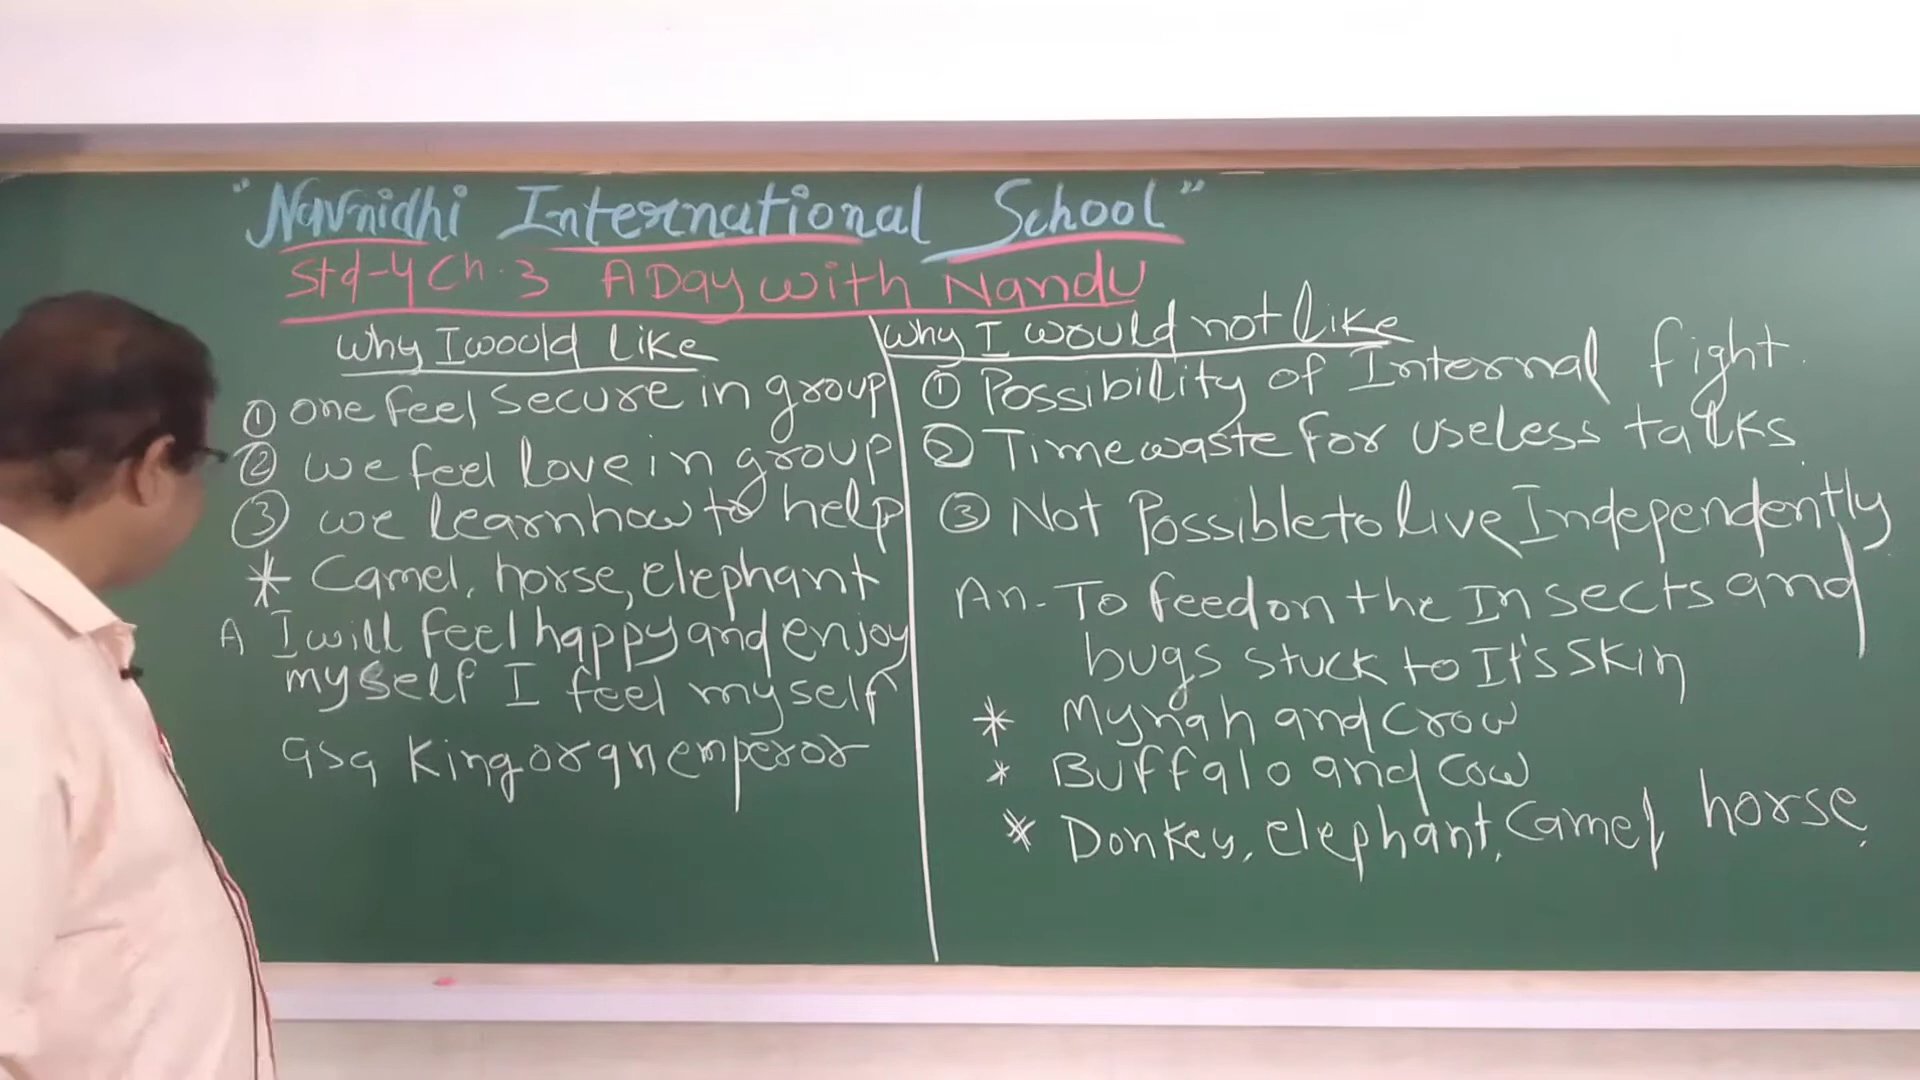 "Navnidhi International School"
Std-4 Ch.3 A Day with Nandu
Why I woould like
① one feel secure in group
② we feel love in group
③ we learn how to help
* Camel, horse, elephant
A I will feel happy and enjoy
myself I feel myself
as a king or an emperor
Why I would not like
① Possibility of Internal fight.
② Time waste for useless talks.
③ Not Possible to live Independently.
An. To feed on the Insects and
bugs stuck to It's skin
* Mynah and Crow
* Buffalo and Cow
* Donkey, elephant, Camel, horse.